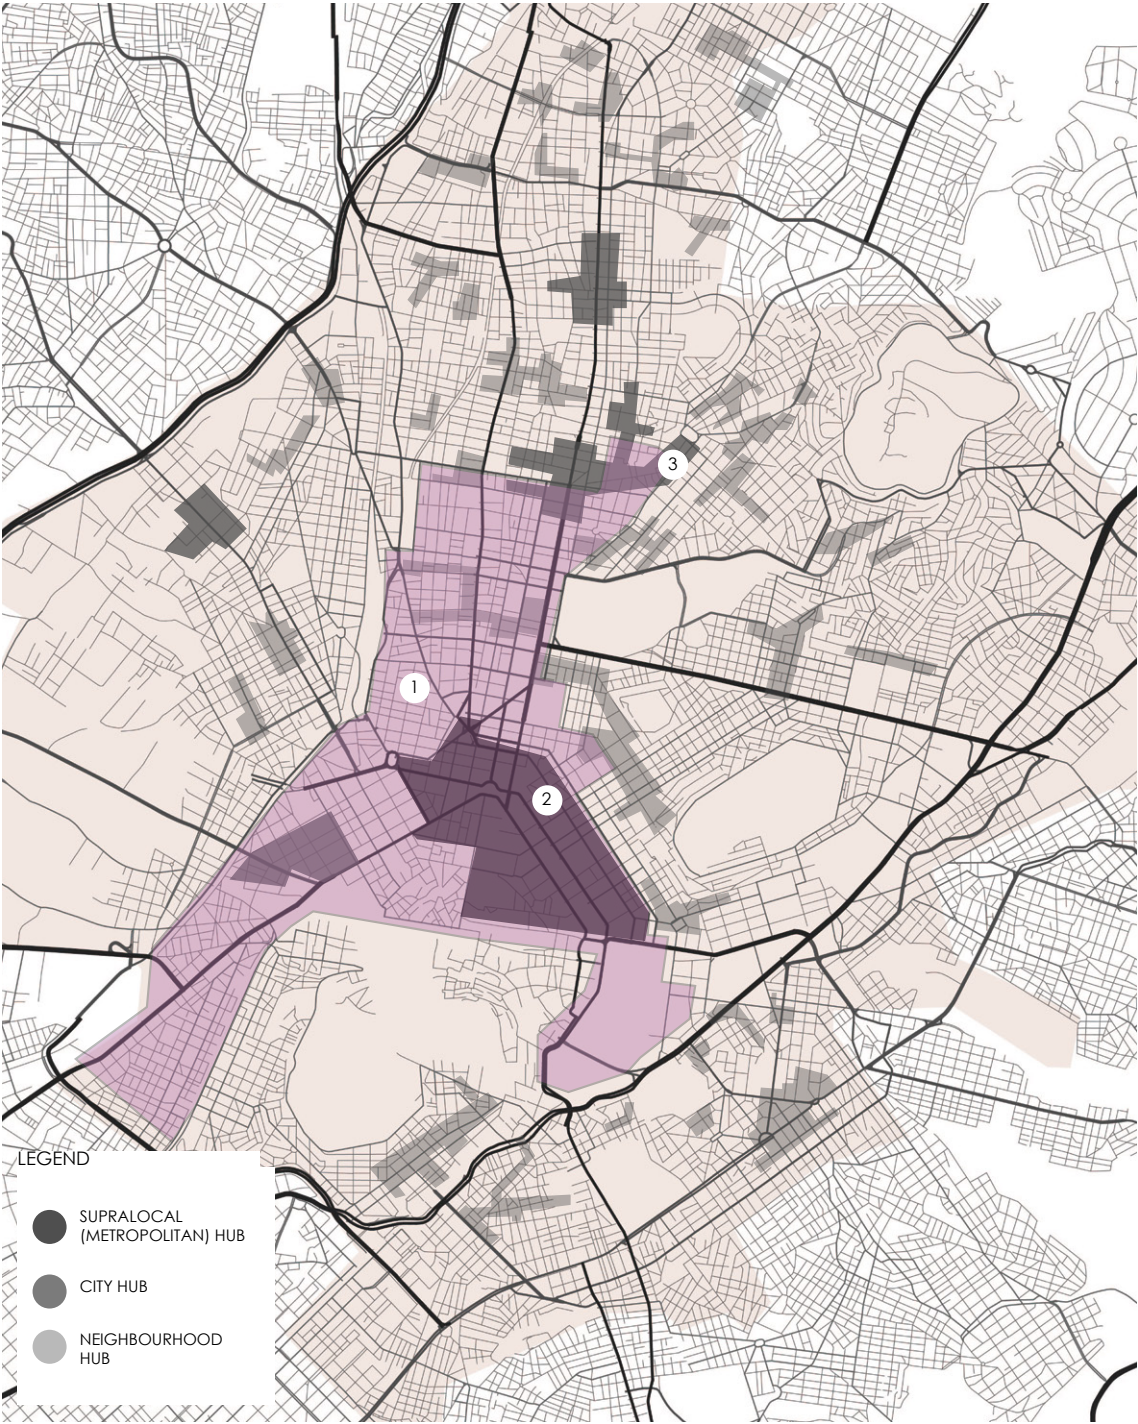 3
1
2
LEGEND
SUPRALOCAL
(METROPOLITAN) HUB
CITY HUB
NEIGHBOURHOOD
HUB